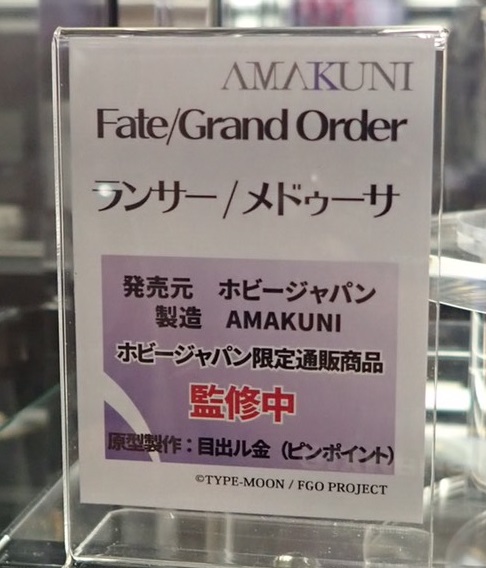 AMAKUNI
Fate/Grand Order
ランサー/メドゥーサ
発売元　ホビージャパン
製造　AMAKUNI
ホビージャパン限定通販商品
監修中
原型製作：目出ル金（ピンポイント）
©TYPE-MOON / FGO PROJECT